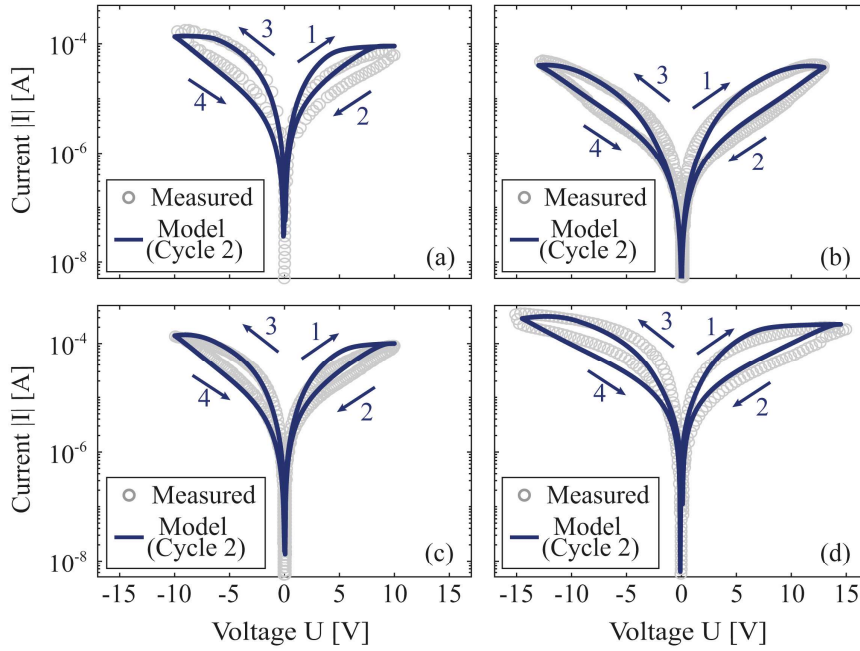 10⁻⁴
10⁻⁶
10⁻⁸
Current |I| [A]
3
1
4
2
Measured
Model
(Cycle 2)
(a)
3
1
4
2
Measured
Model
(Cycle 2)
(b)
10⁻⁴
10⁻⁶
10⁻⁸
Current |I| [A]
3
1
4
2
Measured
Model
(Cycle 2)
(c)
-15 -10 -5 0 5 10 15
Voltage U [V]
3
1
4
2
Measured
Model
(Cycle 2)
(d)
-15 -10 -5 0 5 10 15
Voltage U [V]